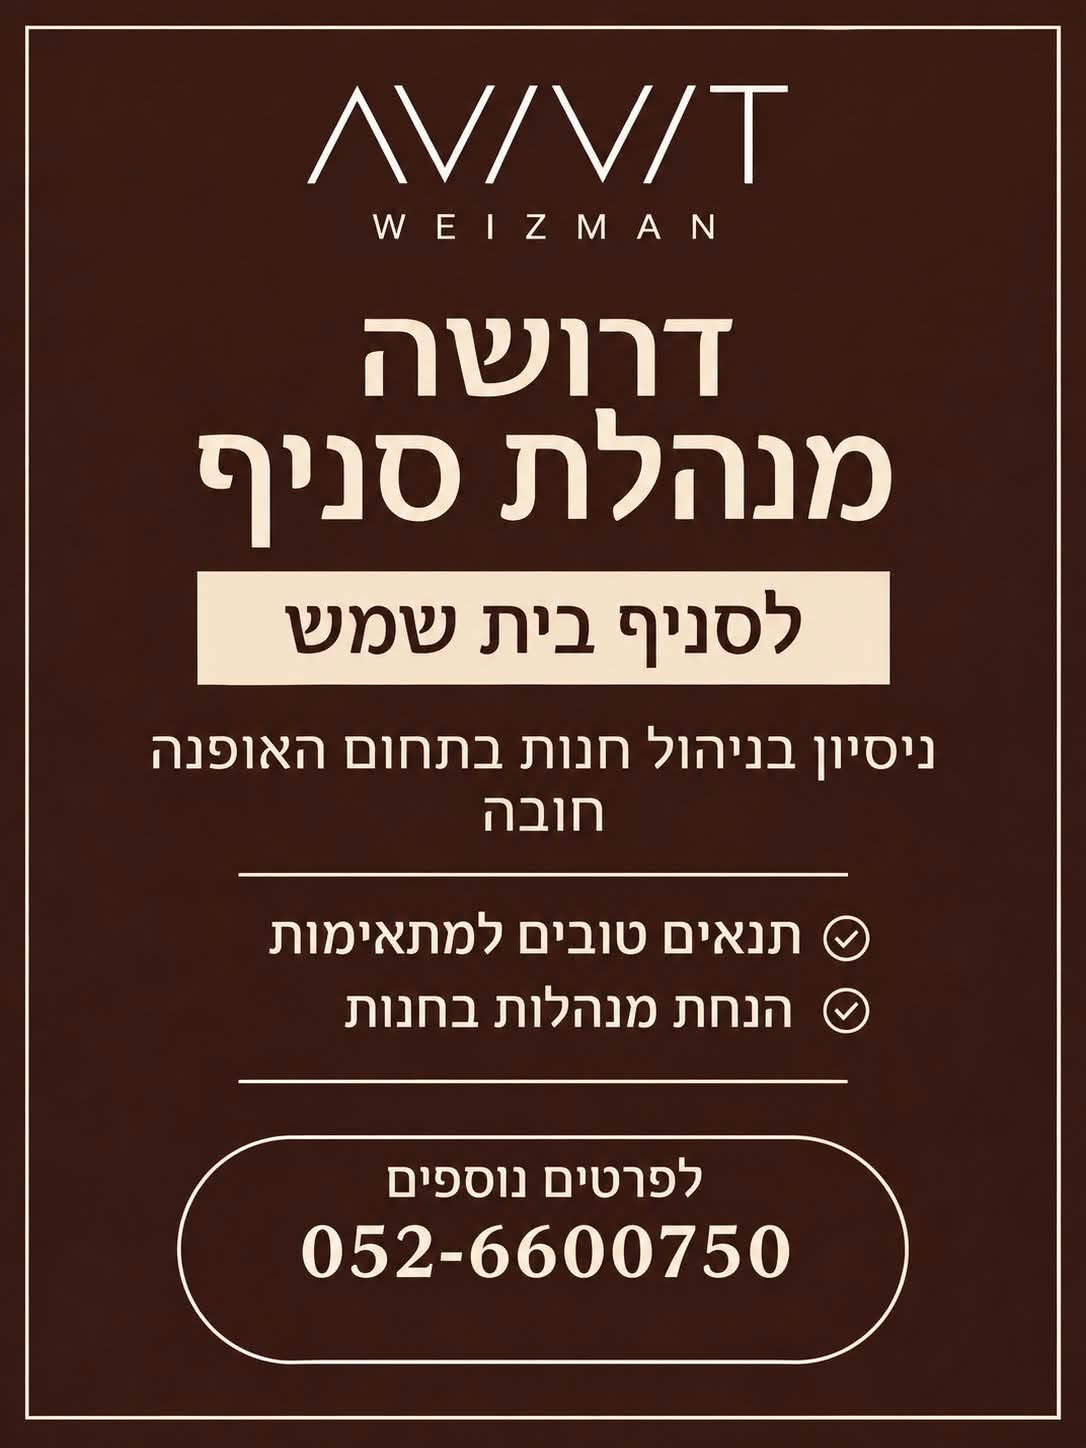 AVIVIT
WEIZMAN
דרושה
מנהלת סניף
לסניף בית שמש
ניסיון בניהול חנות בתחום האופנה
חובה
תנאים טובים למתאימות
הנחת מנהלות בחנות
לפרטים נוספים
052-6600750